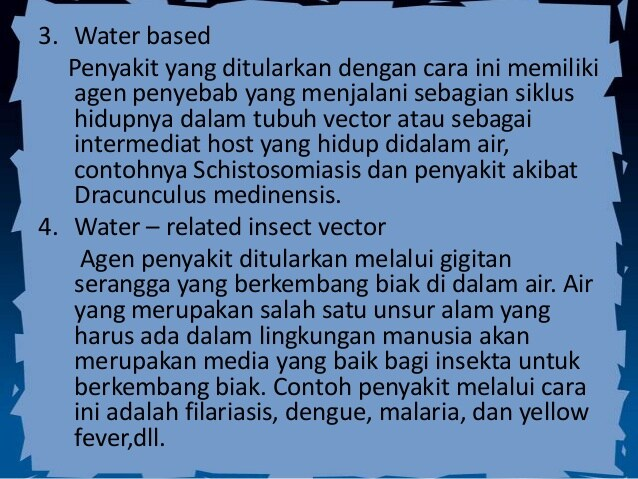 3. Water based
Penyakit yang ditularkan dengan cara ini memiliki
agen penyebab yang menjalani sebagian siklus
hidupnya dalam tubuh vector atau sebagai
intermediat host yang hidup didalam air,
contohnya Schistosomiasis dan penyakit akibat
Dracunculus medinensis.
4. Water – related insect vector
Agen penyakit ditularkan melalui gigitan
serangga yang berkembang biak di dalam air. Air
yang merupakan salah satu unsur alam yang
harus ada dalam lingkungan manusia akan
merupakan media yang baik bagi insekta untuk
berkembang biak. Contoh penyakit melalui cara
ini adalah filariasis, dengue, malaria, dan yellow
fever,dll.